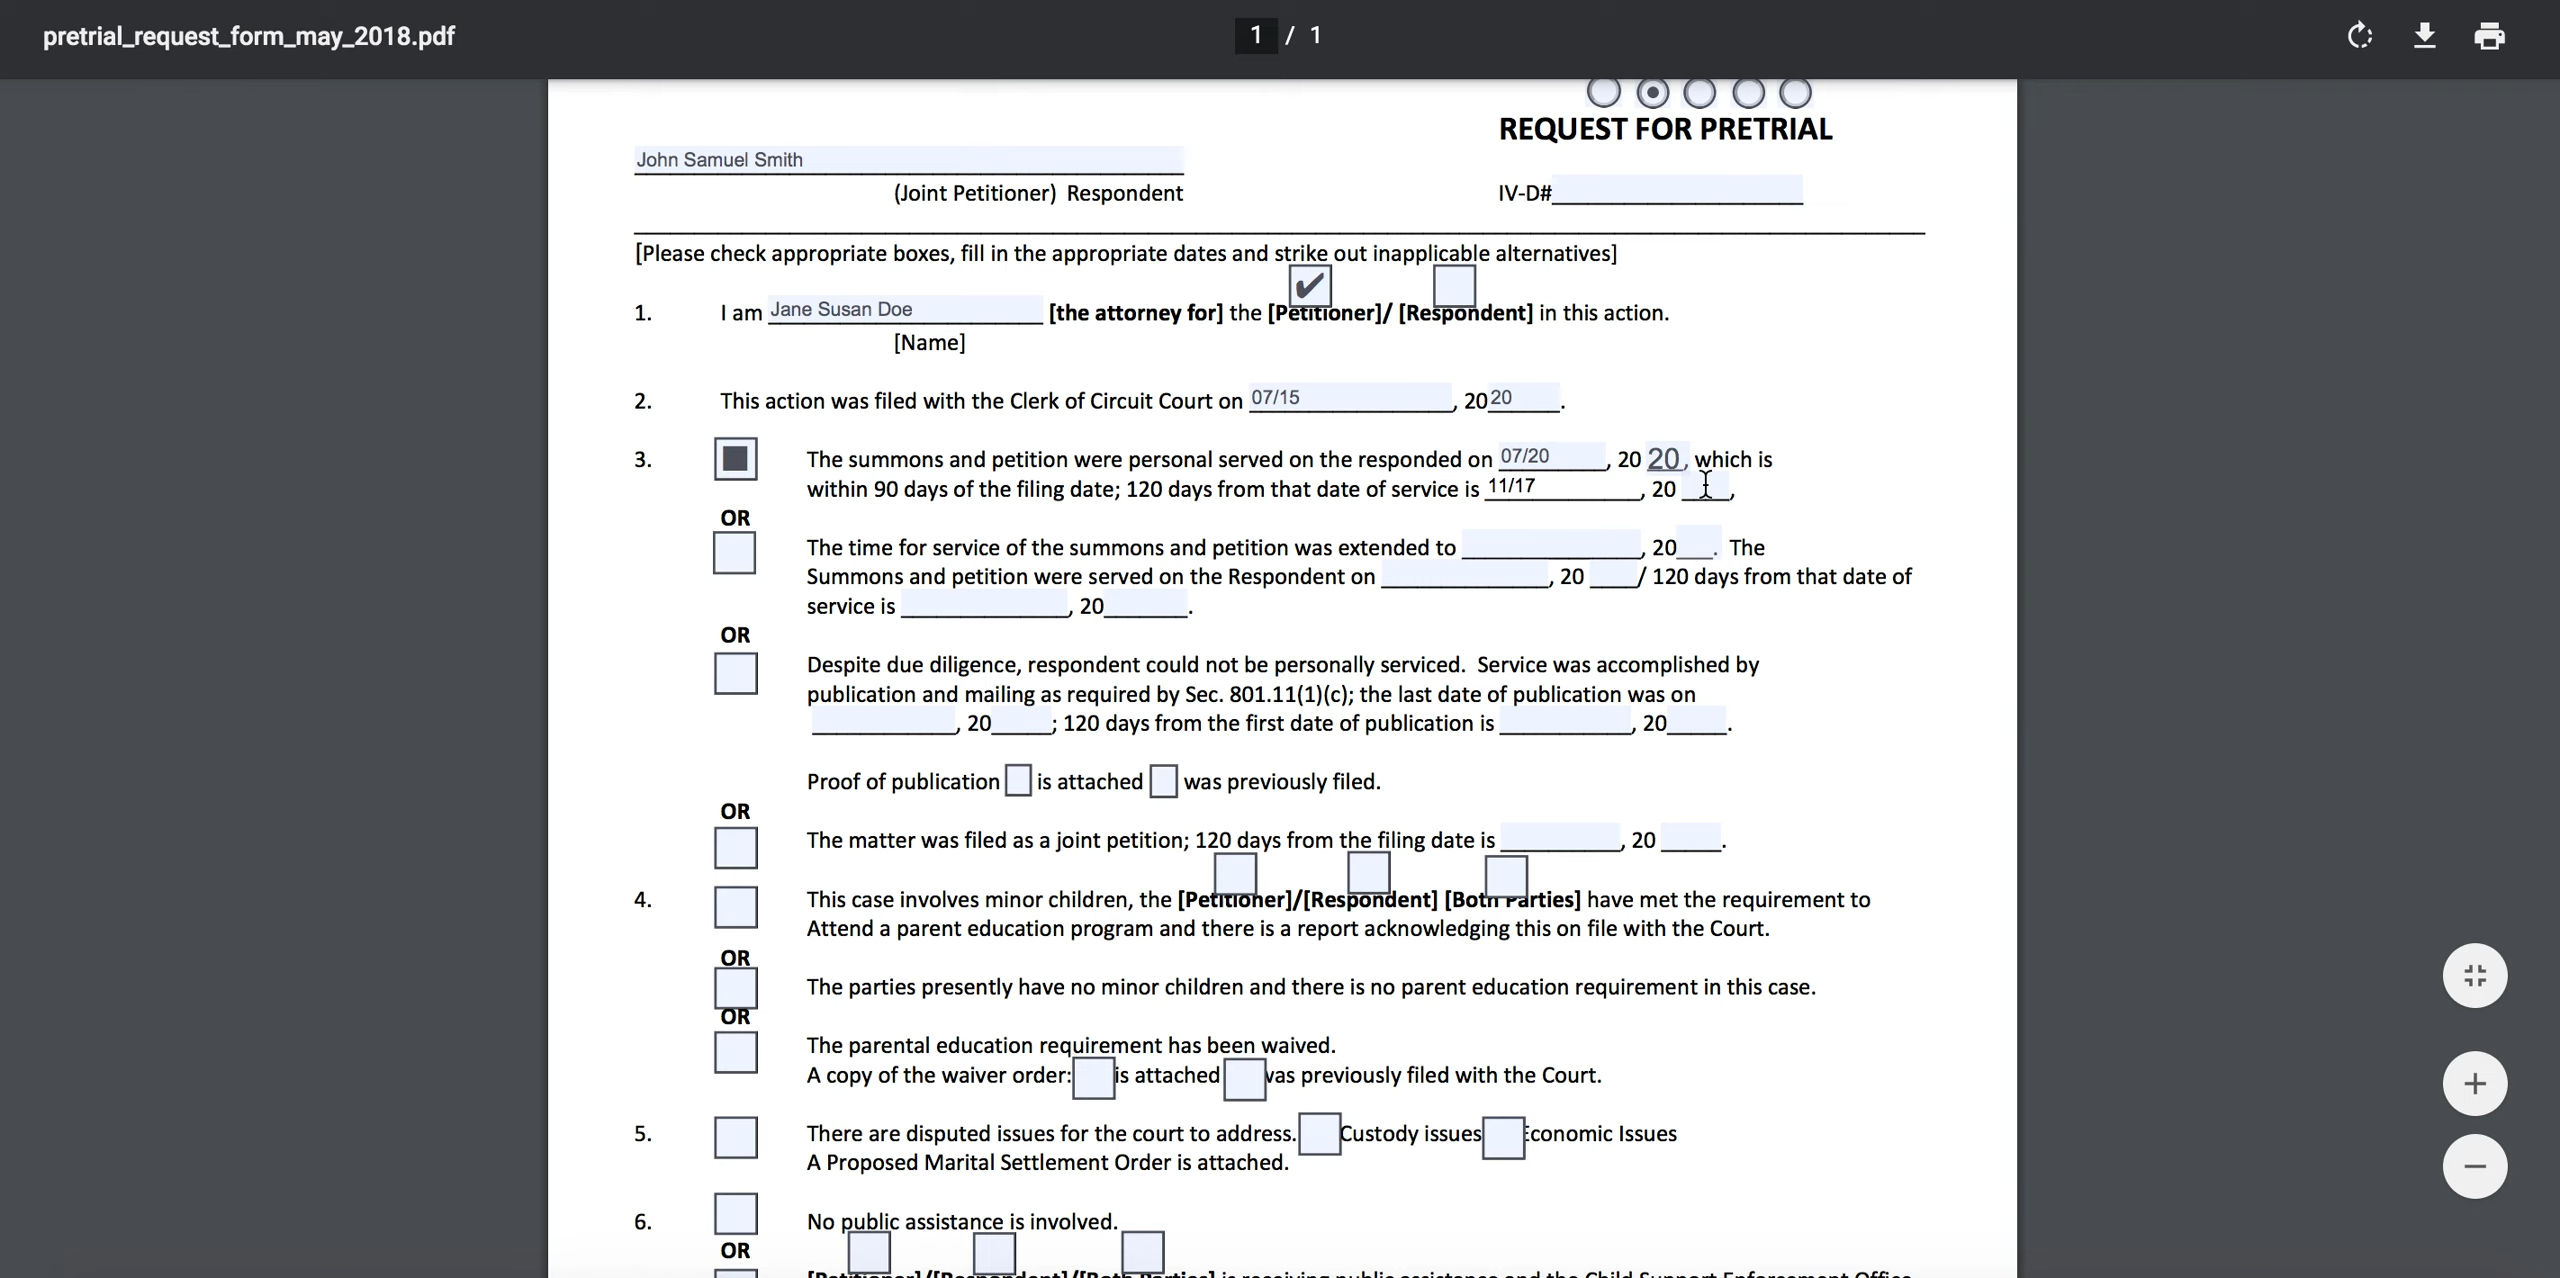 pretrial_request_form_may_2018.pdf
1 / 1
REQUEST FOR PRETRIAL
John Samuel Smith
(Joint Petitioner) Respondent IV-D#
[Please check appropriate boxes, fill in the appropriate dates and strike out inapplicable alternatives]
1. I am Jane Susan Doe [the attorney for] the [Petitioner]/ [Respondent] in this action.
[Name]
2. This action was filed with the Clerk of Circuit Court on 07/15, 2020.
3. The summons and petition were personal served on the responded on 07/20, 20 20, which is
within 90 days of the filing date; 120 days from that date of service is 11/17, 20 ,
OR
The time for service of the summons and petition was extended to , 20 . The
Summons and petition were served on the Respondent on , 20 / 120 days from that date of
service is , 20 .
OR
Despite due diligence, respondent could not be personally serviced. Service was accomplished by
publication and mailing as required by Sec. 801.11(1)(c); the last date of publication was on
, 20 ; 120 days from the first date of publication is , 20 .
Proof of publication is attached was previously filed.
OR
The matter was filed as a joint petition; 120 days from the filing date is , 20 .
4. This case involves minor children, the [Petitioner]/[Respondent] [Both Parties] have met the requirement to
Attend a parent education program and there is a report acknowledging this on file with the Court.
OR
The parties presently have no minor children and there is no parent education requirement in this case.
OR
The parental education requirement has been waived.
A copy of the waiver order: is attached was previously filed with the Court.
5. There are disputed issues for the court to address. Custody issues Economic Issues
A Proposed Marital Settlement Order is attached.
6. No public assistance is involved.
OR
[Petitioner]/[Respondent]/[Both Parties] is receiving public assistance and the Child Support Enforcement Office